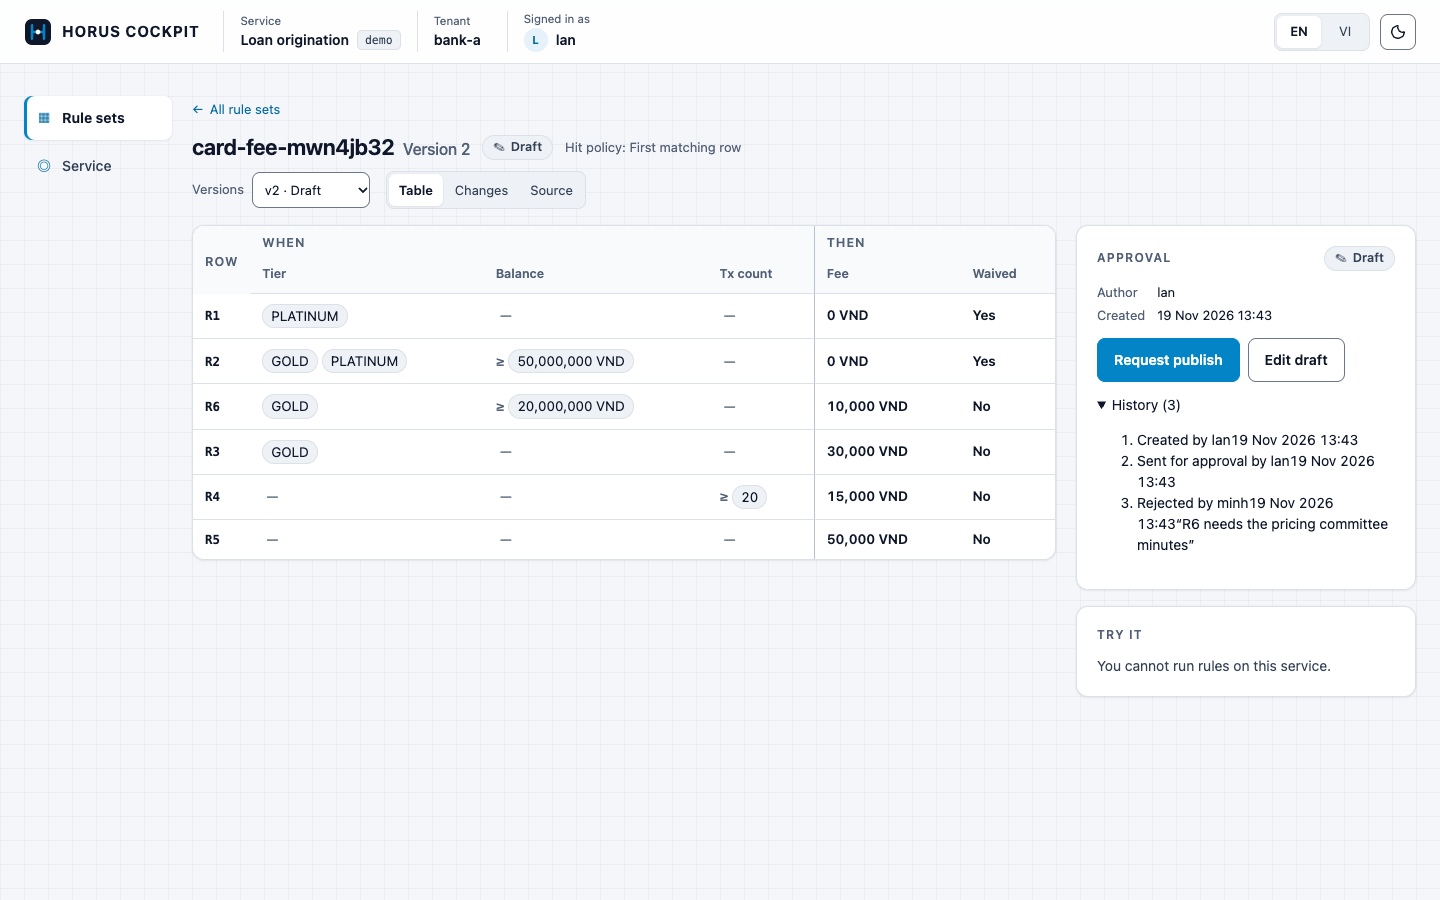 HORUS COCKPIT
Service
Loan origination demo
Tenant
bank-a
Signed in as
L lan
EN VI
Rule sets
Service
← All rule sets
card-fee-mwn4jb32 Version 2 ✎ Draft Hit policy: First matching row
Versions v2 · Draft Table Changes Source
ROW WHEN THEN
Tier Balance Tx count Fee Waived
R1 PLATINUM — — 0 VND Yes
R2 GOLD PLATINUM ≥ 50,000,000 VND — 0 VND Yes
R6 GOLD ≥ 20,000,000 VND — 10,000 VND No
R3 GOLD — — 30,000 VND No
R4 — — ≥ 20 15,000 VND No
R5 — — — 50,000 VND No
APPROVAL ✎ Draft
Author lan
Created 19 Nov 2026 13:43
Request publish Edit draft
▼ History (3)
1. Created by lan19 Nov 2026 13:43
2. Sent for approval by lan19 Nov 2026
13:43
3. Rejected by minh19 Nov 2026
13:43“R6 needs the pricing committee
minutes”
TRY IT
You cannot run rules on this service.